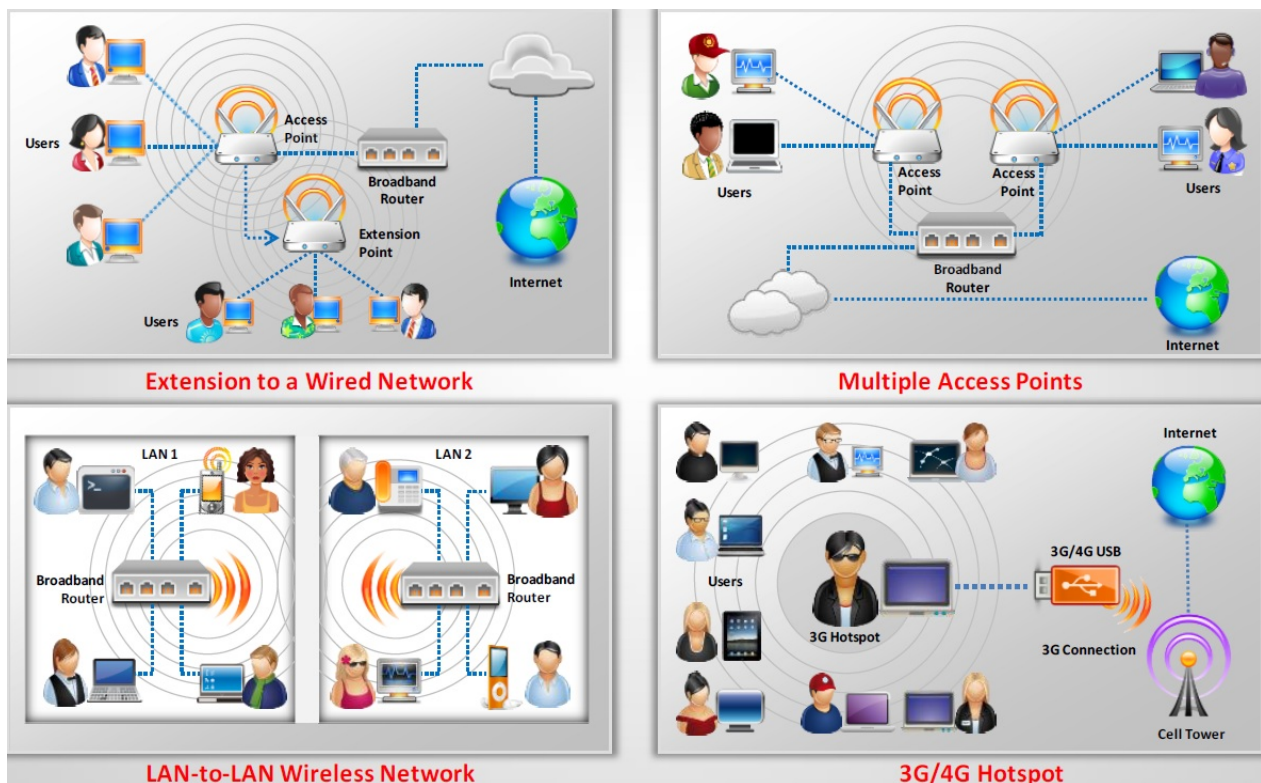 Access
Point
Users
Broadband
Router
Extension
Point
Internet
Users
Extension to a Wired Network
Access
Point
Access
Point
Users
Users
Broadband
Router
Internet
Multiple Access Points
LAN 1
Broadband
Router
LAN 2
Broadband
Router
LAN-to-LAN Wireless Network
Internet
3G/4G USB
Users
3G Hotspot
3G Connection
Cell Tower
3G/4G Hotspot